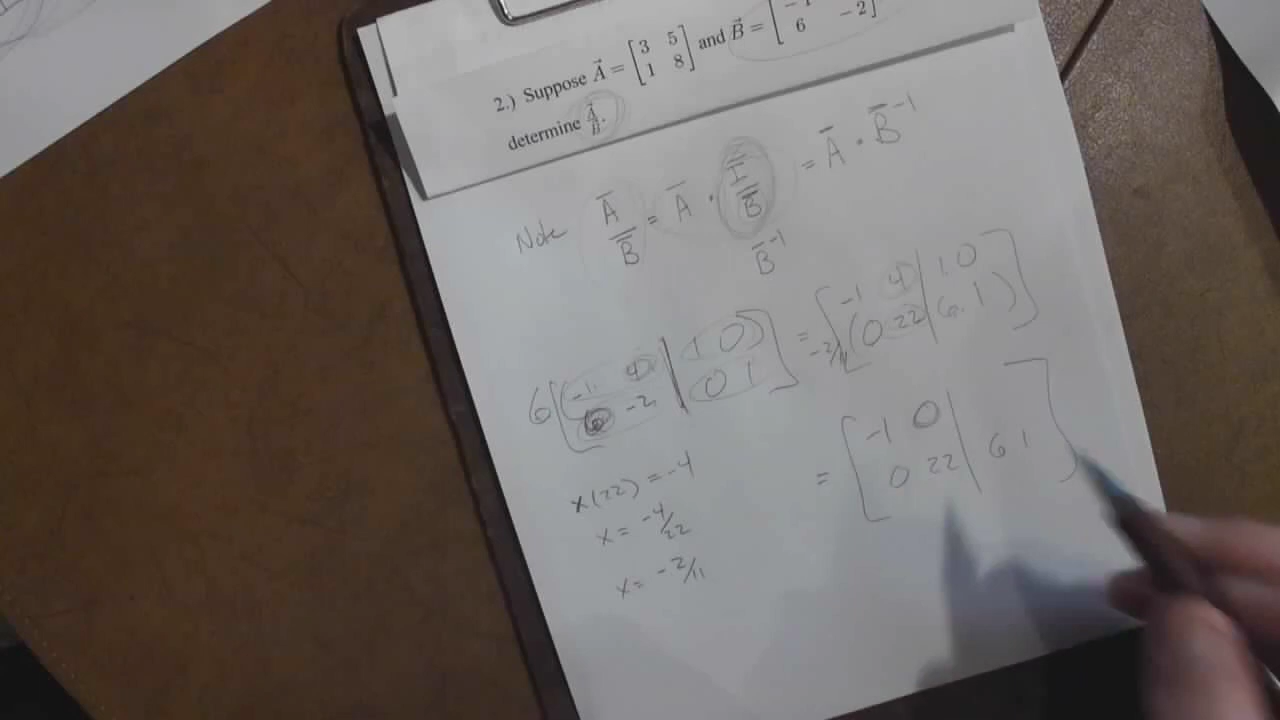 2.) Suppose A⃗ = [3 5; 1 8] and B⃗ = [-1; 6 -2]
determine A⃗/B⃗.
Note A̅/B̅ = A̅ · I̅/B̅ = A̅ · B̅⁻¹
B̅⁻¹
6[-1 4 | 1 0; 6 -2 | 0 1] = -2/11 [-1 4 | 1 0; 0 22 | 6 1]
= [-1 0 | ; 0 22 | 6 1]
x(22) = -4
x = -4/22
x = -2/11